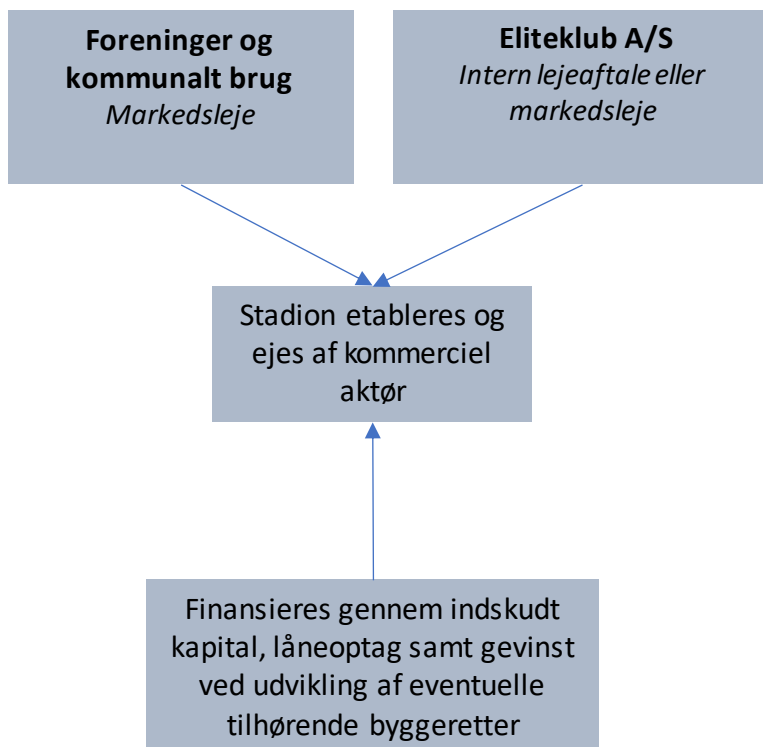 Foreninger og
kommunalt brug
Markedsleje
Eliteklub A/S
Intern lejeaftale eller
markedsleje
Stadion etableres og
ejes af kommerciel
aktør
Finansieres gennem indskudt
kapital, låneoptag samt gevinst
ved udvikling af eventuelle
tilhørende byggeretter